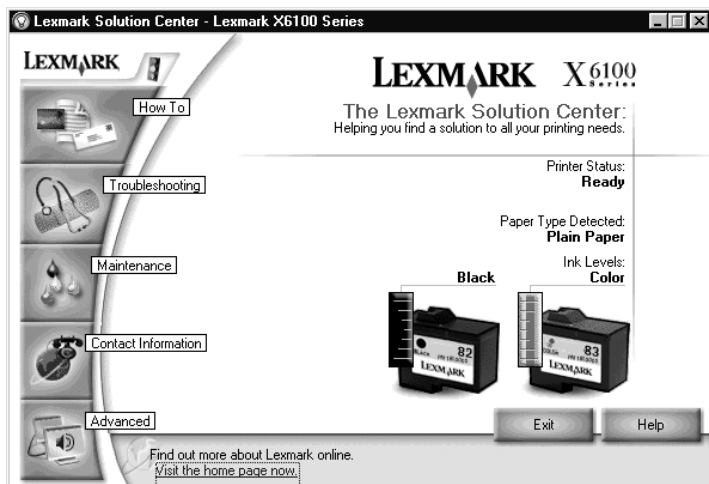 Lexmark Solution Center - Lexmark X6100 Series
LEXMARK
How To
Troubleshooting
Maintenance
Contact Information
Advanced
LEXMARK X6100
Series
The Lexmark Solution Center:
Helping you find a solution to all your printing needs.
Printer Status:
Ready
Paper Type Detected:
Plain Paper
Ink Levels:
Black
Color
BLACK
82
LEXMARK
83
LEXMARK
Exit
Help
Find out more about Lexmark online.
Visit the home page now.